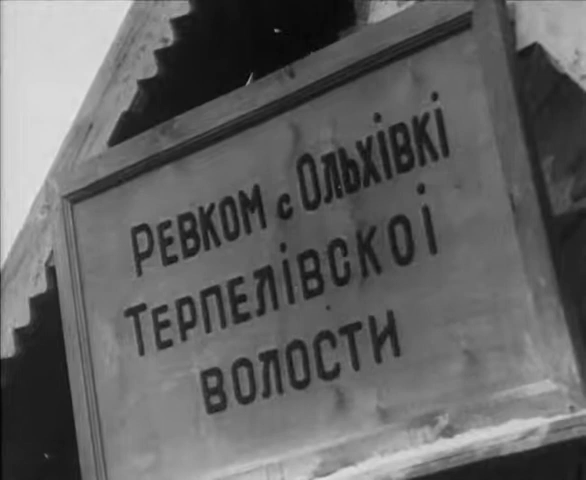 Ревком с Ольхівкі
Терпелівскоі
волости